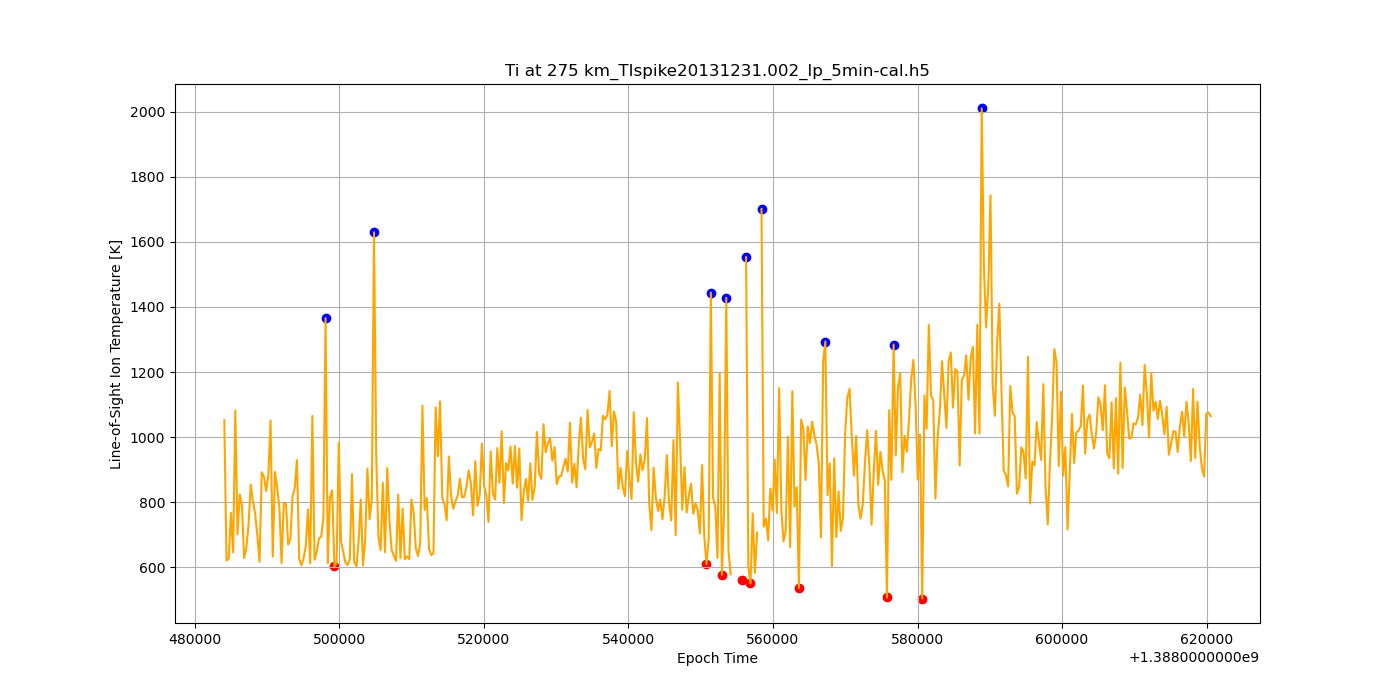 Ti at 275 km_TIspike20131231.002_lp_5min-cal.h5
Line-of-Sight Ion Temperature [K]
2000
1800
1600
1400
1200
1000
800
600
480000 500000 520000 540000 560000 580000 600000 620000
Epoch Time
+1.3880000000e9